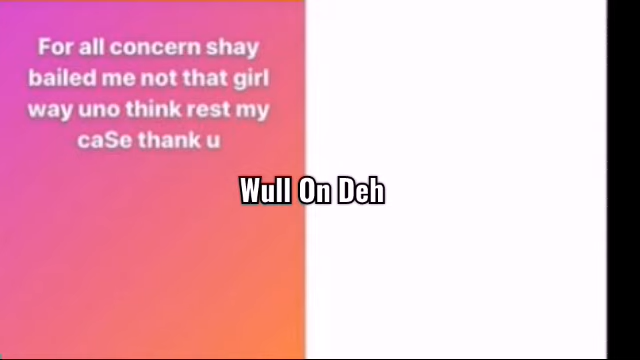 For all concern shay
bailed me not that girl
way uno think rest my
caSe thank u
Wull On Deh